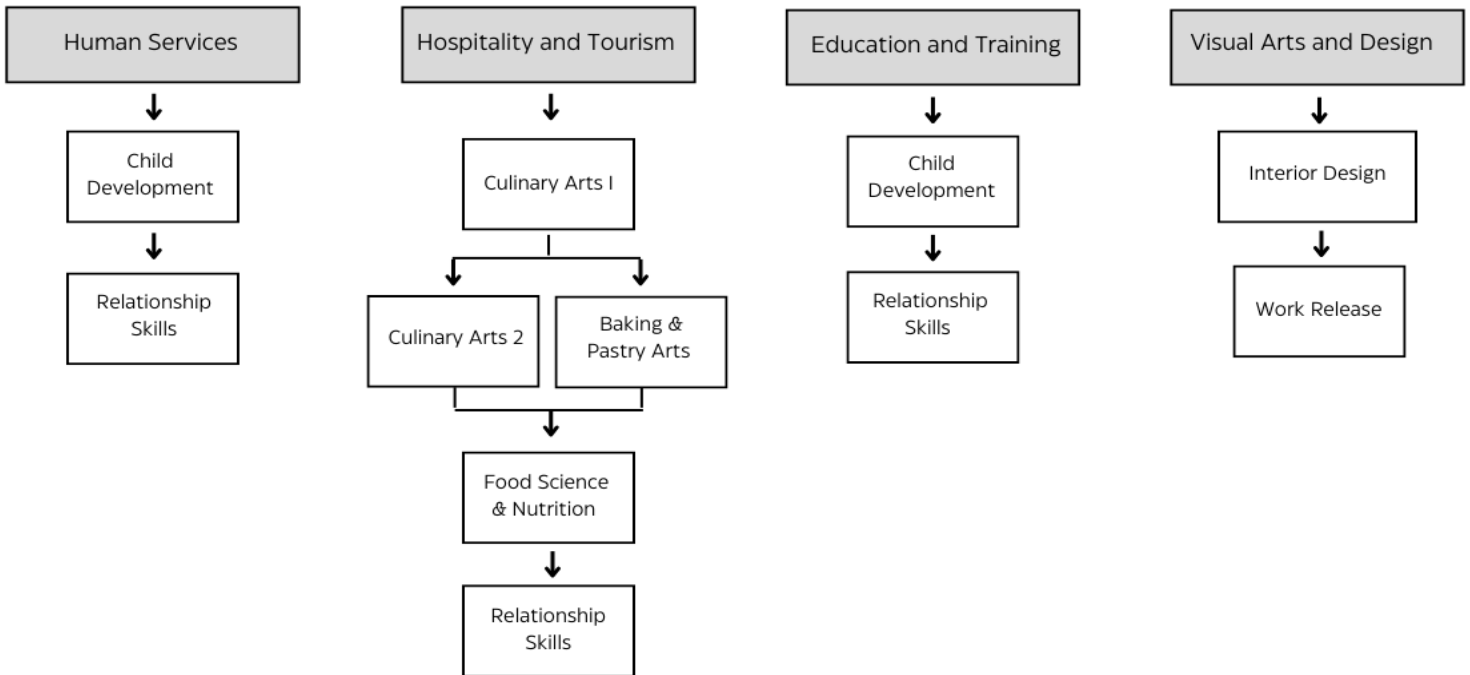 Human Services
Child
Development
Relationship
Skills
Hospitality and Tourism
Culinary Arts I
Culinary Arts 2
Baking &
Pastry Arts
Food Science
& Nutrition
Relationship
Skills
Education and Training
Child
Development
Relationship
Skills
Visual Arts and Design
Interior Design
Work Release